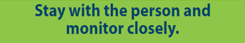 Stay with the person and
monitor closely.